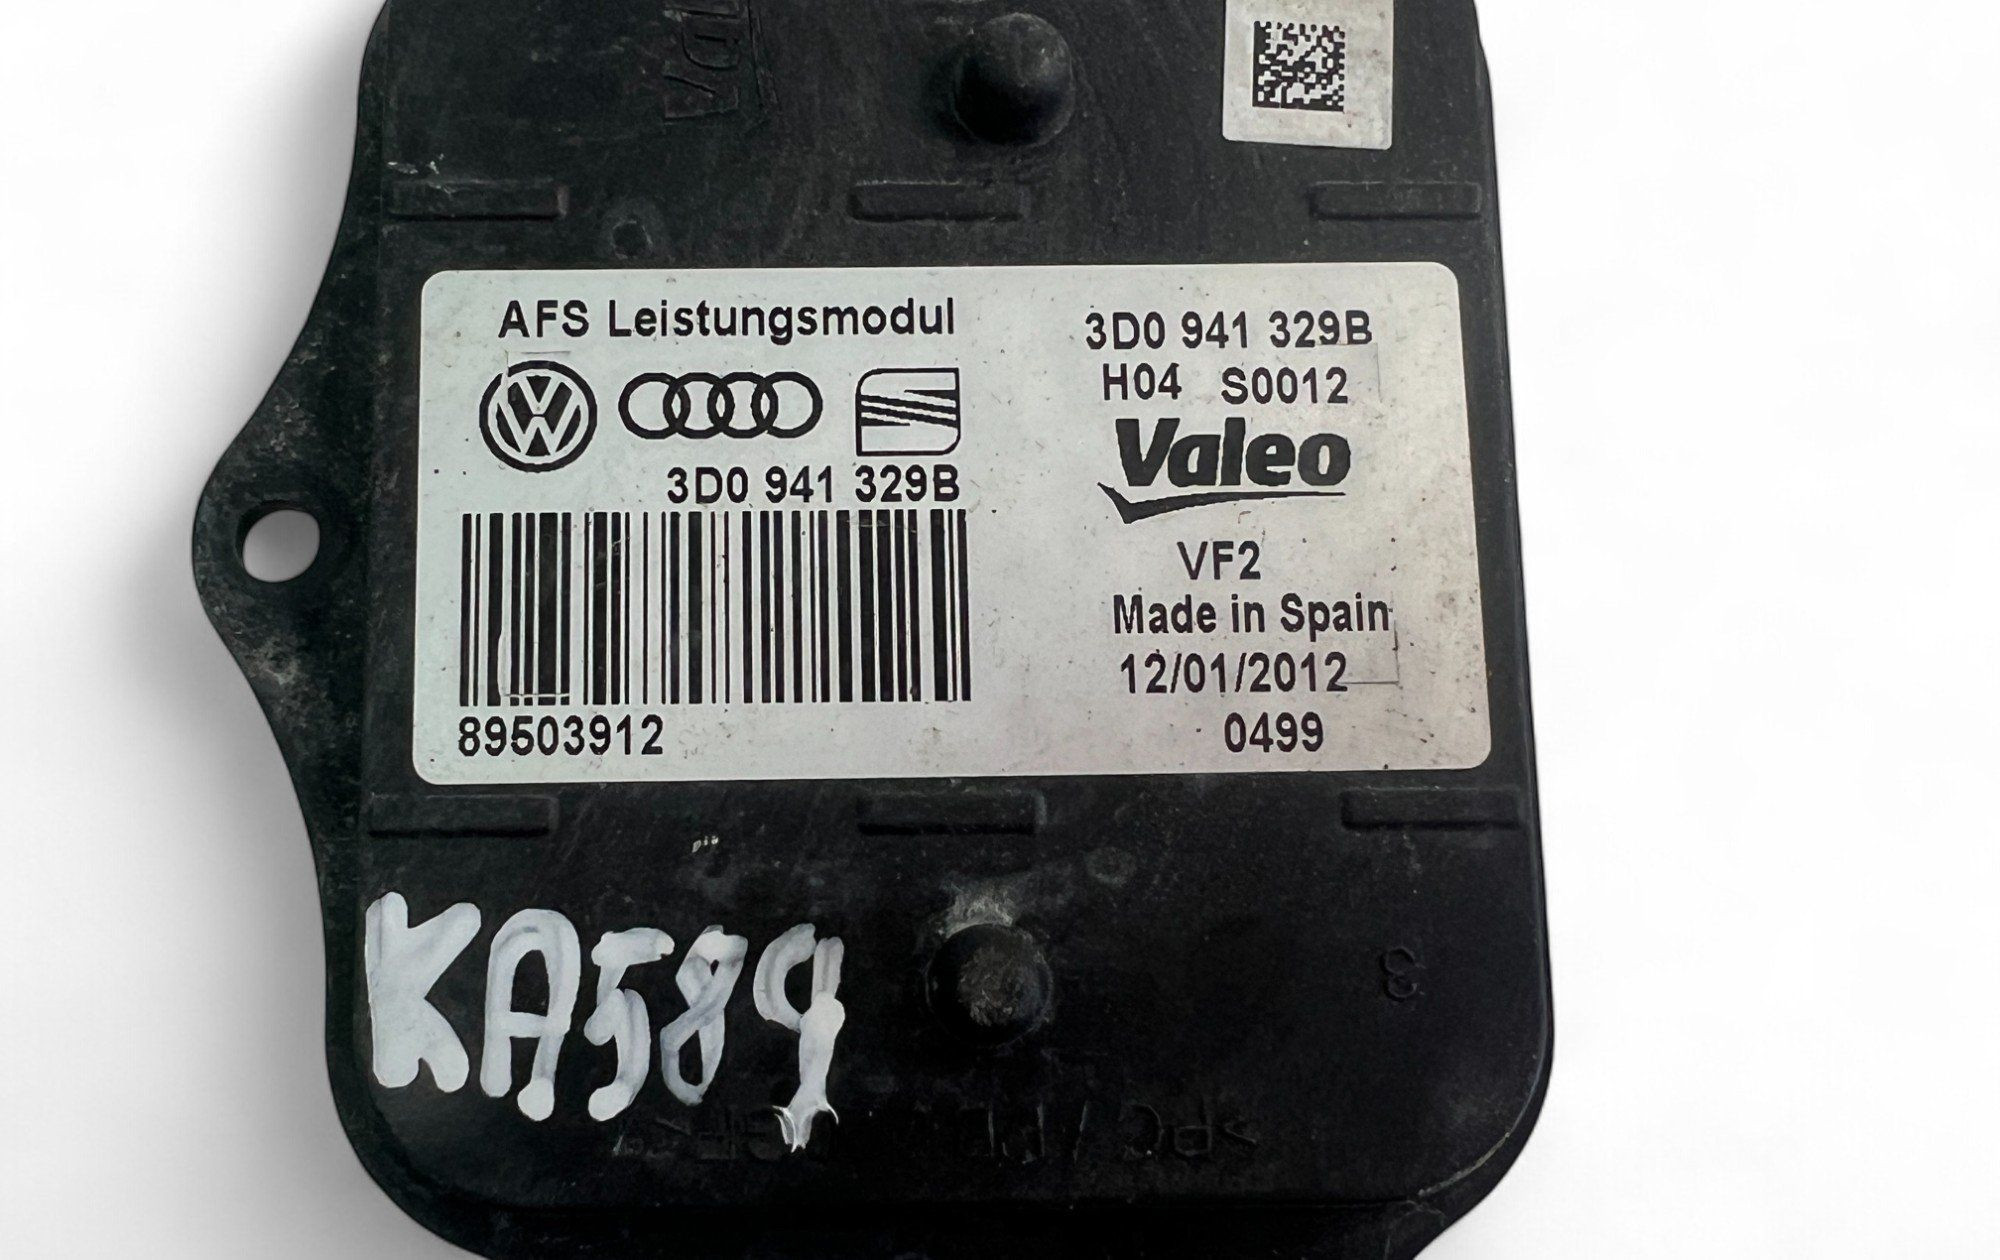 AFS Leistungsmodul
3D0 941 329B
89503912
3D0 941 329B
H04 S0012
Valeo
VF2
Made in Spain
12/01/2012
0499
KA589
3